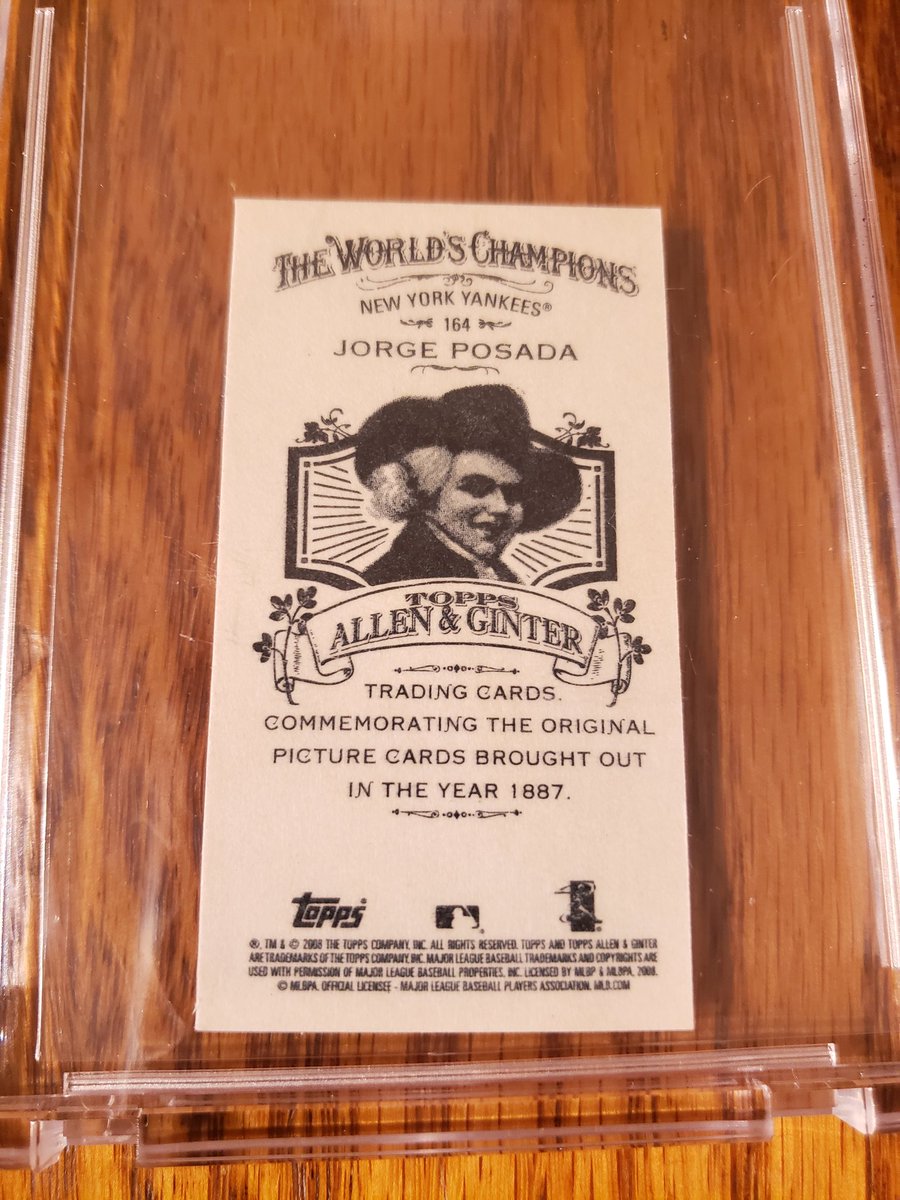 THE WORLD'S CHAMPIONS
NEW YORK YANKEES®
164
JORGE POSADA
TOPPS
ALLEN & GINTER
TRADING CARDS.
COMMEMORATING THE ORIGINAL
PICTURE CARDS BROUGHT OUT
IN THE YEAR 1887.
Topps
®, TM & © 2008 THE TOPPS COMPANY, INC. ALL RIGHTS RESERVED. TOPPS AND TOPPS ALLEN & GINTER
ARE TRADEMARKS OF THE TOPPS COMPANY, INC. MAJOR LEAGUE BASEBALL TRADEMARKS AND COPYRIGHTS ARE
USED WITH PERMISSION OF MAJOR LEAGUE BASEBALL PROPERTIES, INC. LICENSED BY MLBP & MLBPA, 2008.
© MLBPA. OFFICIAL LICENSEE - MAJOR LEAGUE BASEBALL PLAYERS ASSOCIATION. MLB.COM